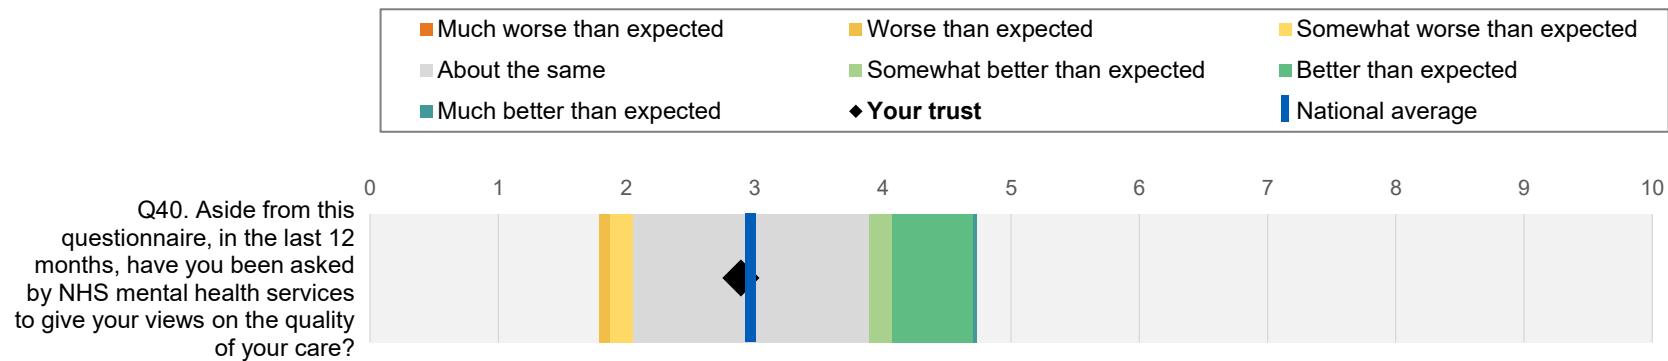 Much worse than expected Worse than expected Somewhat worse than expected
About the same Somewhat better than expected Better than expected
Much better than expected Your trust National average
0 1 2 3 4 5 6 7 8 9 10
Q40. Aside from this
questionnaire, in the last 12
months, have you been asked
by NHS mental health services
to give your views on the quality
of your care?